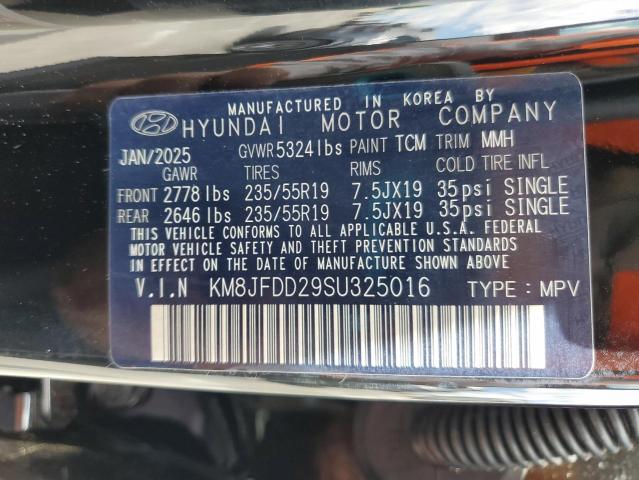 MANUFACTURED IN KOREA BY
HYUNDAI MOTOR COMPANY
JAN/2025 GVWR 5324 lbs PAINT TCM TRIM MMH
GAWR TIRES RIMS COLD TIRE INFL
FRONT 2778 lbs 235/55R19 7.5JX19 35psi SINGLE
REAR 2646 lbs 235/55R19 7.5JX19 35psi SINGLE
THIS VEHICLE CONFORMS TO ALL APPLICABLE U.S.A. FEDERAL
MOTOR VEHICLE SAFETY AND THEFT PREVENTION STANDARDS
IN EFFECT ON THE DATE OF MANUFACTURE SHOWN ABOVE
V.I.N KM8JFDD29SU325016 TYPE : MPV